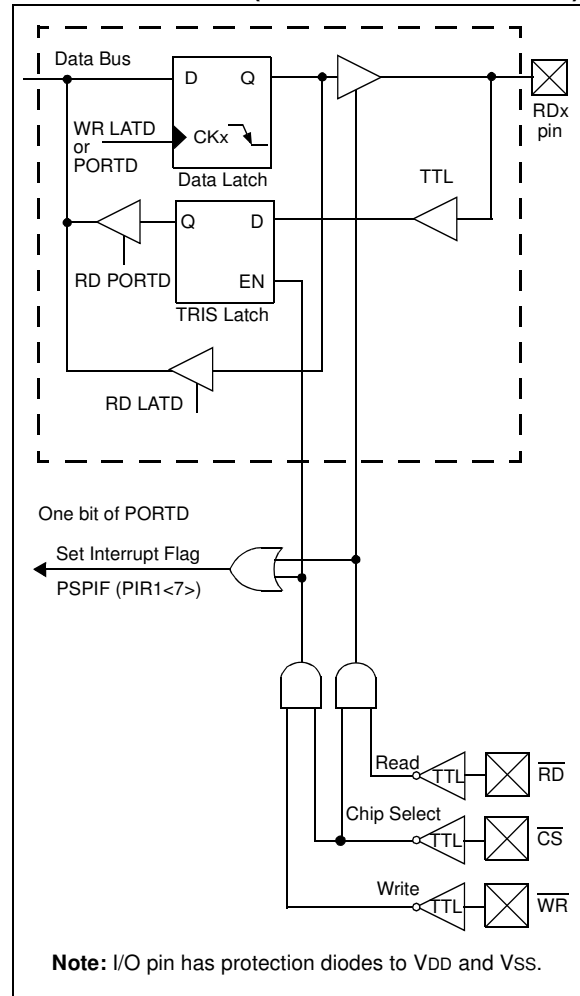 Data Bus
D Q
RDx
pin
WR LATD
or
PORTD
CKx
Data Latch
TTL
Q D
RD PORTD
EN
TRIS Latch
RD LATD
One bit of PORTD
Set Interrupt Flag
PSPIF (PIR1<7>)
Read
TTL
RD
Chip Select
TTL
CS
Write
TTL
WR
Note: I/O pin has protection diodes to VDD and VSS.